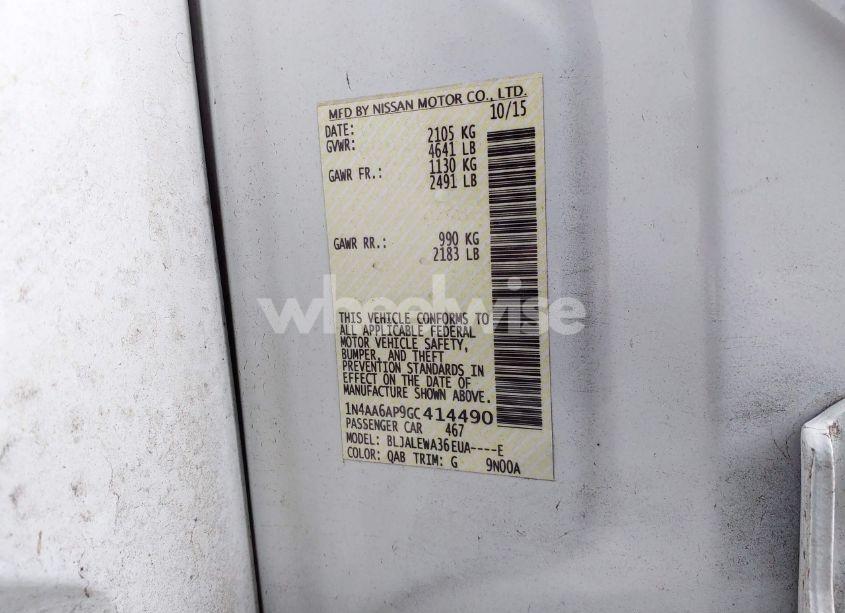 MFD BY NISSAN MOTOR CO., LTD.
DATE: 10/15
GVWR: 2105 KG
4641 LB
GAWR FR.: 1130 KG
2491 LB
GAWR RR.: 990 KG
2183 LB
wheelwise
THIS VEHICLE CONFORMS TO
ALL APPLICABLE FEDERAL
MOTOR VEHICLE SAFETY,
BUMPER, AND THEFT
PREVENTION STANDARDS IN
EFFECT ON THE DATE OF
MANUFACTURE SHOWN ABOVE.
1N4AA6AP9GC414490
PASSENGER CAR 467
MODEL: BLJALEWA36EUA----E
COLOR: QAB TRIM: G 9N00A